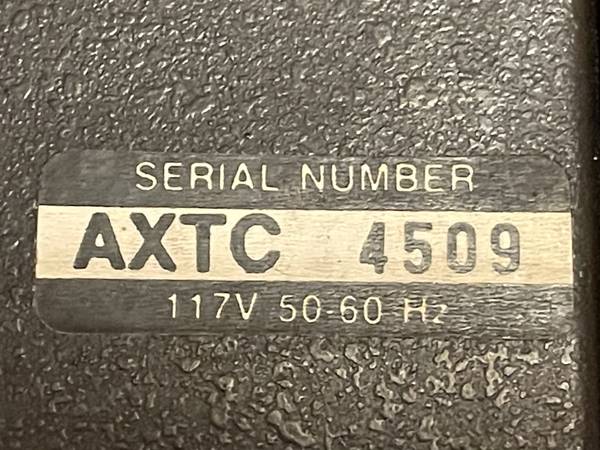 SERIAL NUMBER
AXTC 4509
117V 50-60 Hz